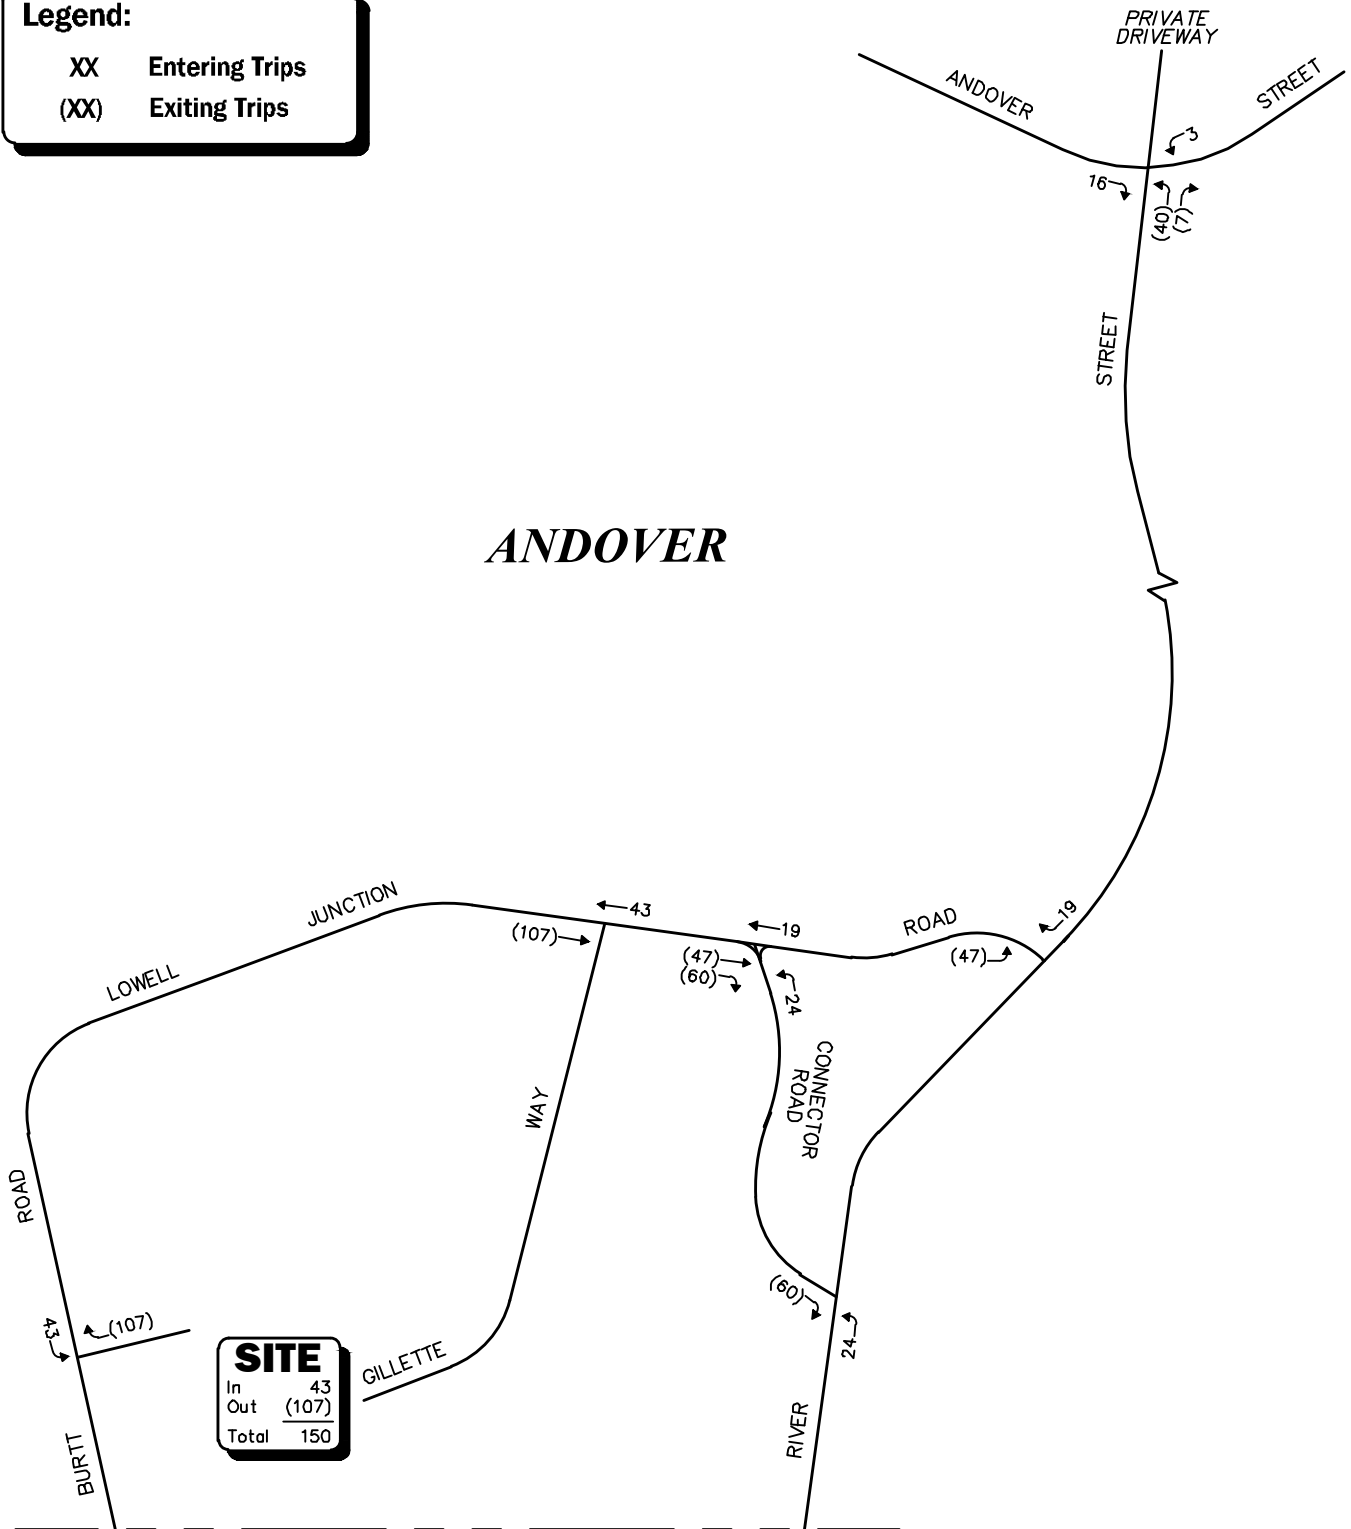 Legend:
XX Entering Trips
(XX) Exiting Trips
PRIVATE
DRIVEWAY
ANDOVER
STREET
3
16
(40)
(7)
STREET
ANDOVER
JUNCTION
43
19
ROAD
19
(107)
(47)
(60)
(47)
LOWELL
24
CONNECTOR
ROAD
WAY
ROAD
(60)
43
(107)
24
SITE
In 43
Out (107)
Total 150
GILLETTE
RIVER
BURTT